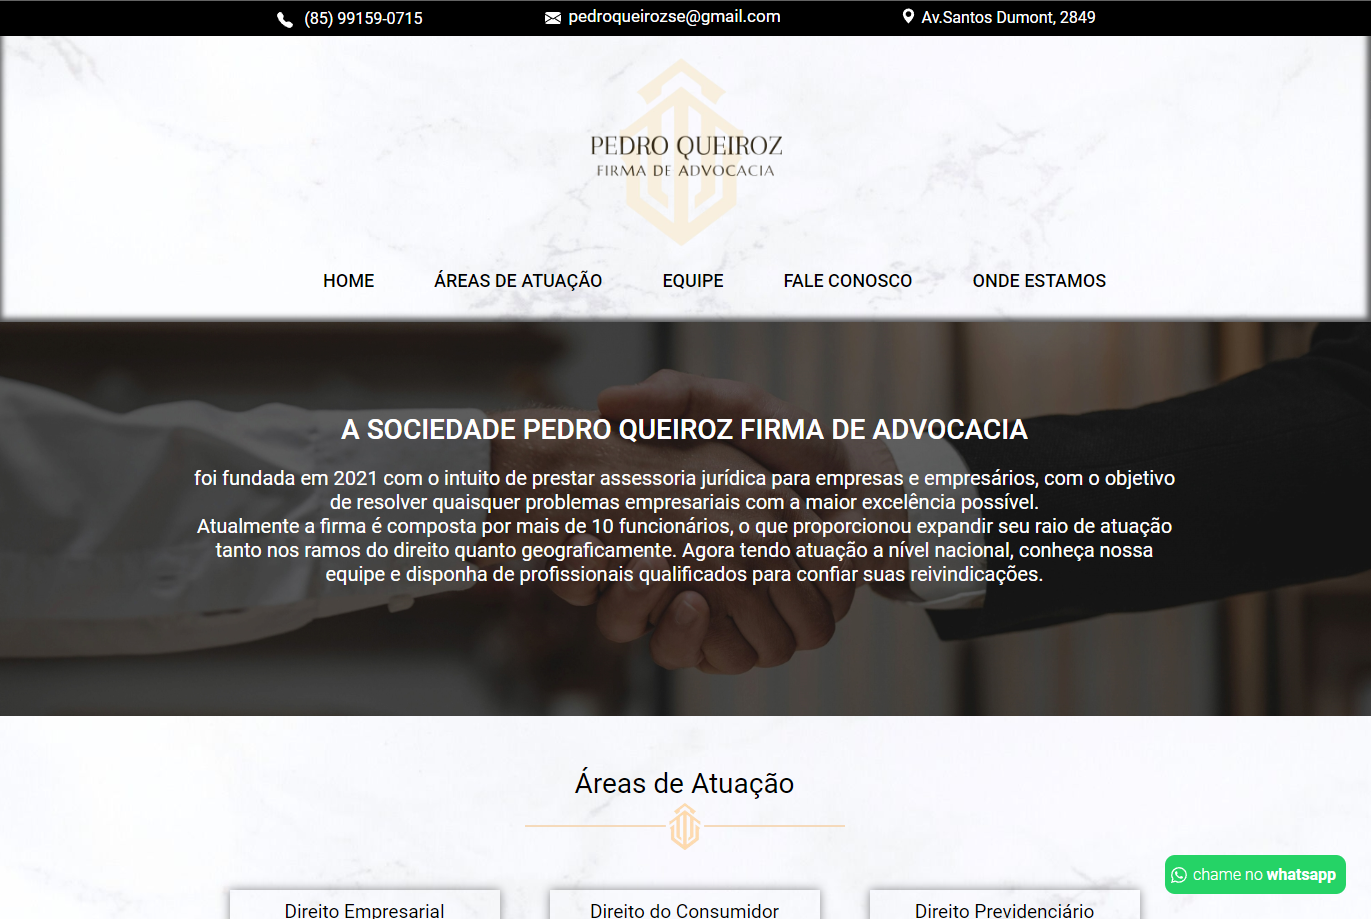 (85) 99159-0715
pedroqueirozse@gmail.com
Av.Santos Dumont, 2849
PEDRO QUEIROZ
FIRMA DE ADVOCACIA
HOME
ÁREAS DE ATUAÇÃO
EQUIPE
FALE CONOSCO
ONDE ESTAMOS
A SOCIEDADE PEDRO QUEIROZ FIRMA DE ADVOCACIA
foi fundada em 2021 com o intuito de prestar assessoria jurídica para empresas e empresários, com o objetivo
de resolver quaisquer problemas empresariais com a maior excelência possível.
Atualmente a firma é composta por mais de 10 funcionários, o que proporcionou expandir seu raio de atuação
tanto nos ramos do direito quanto geograficamente. Agora tendo atuação a nível nacional, conheça nossa
equipe e disponha de profissionais qualificados para confiar suas reivindicações.
Áreas de Atuação
Direito Empresarial
Direito do Consumidor
Direito Previdenciário
chame no whatsapp